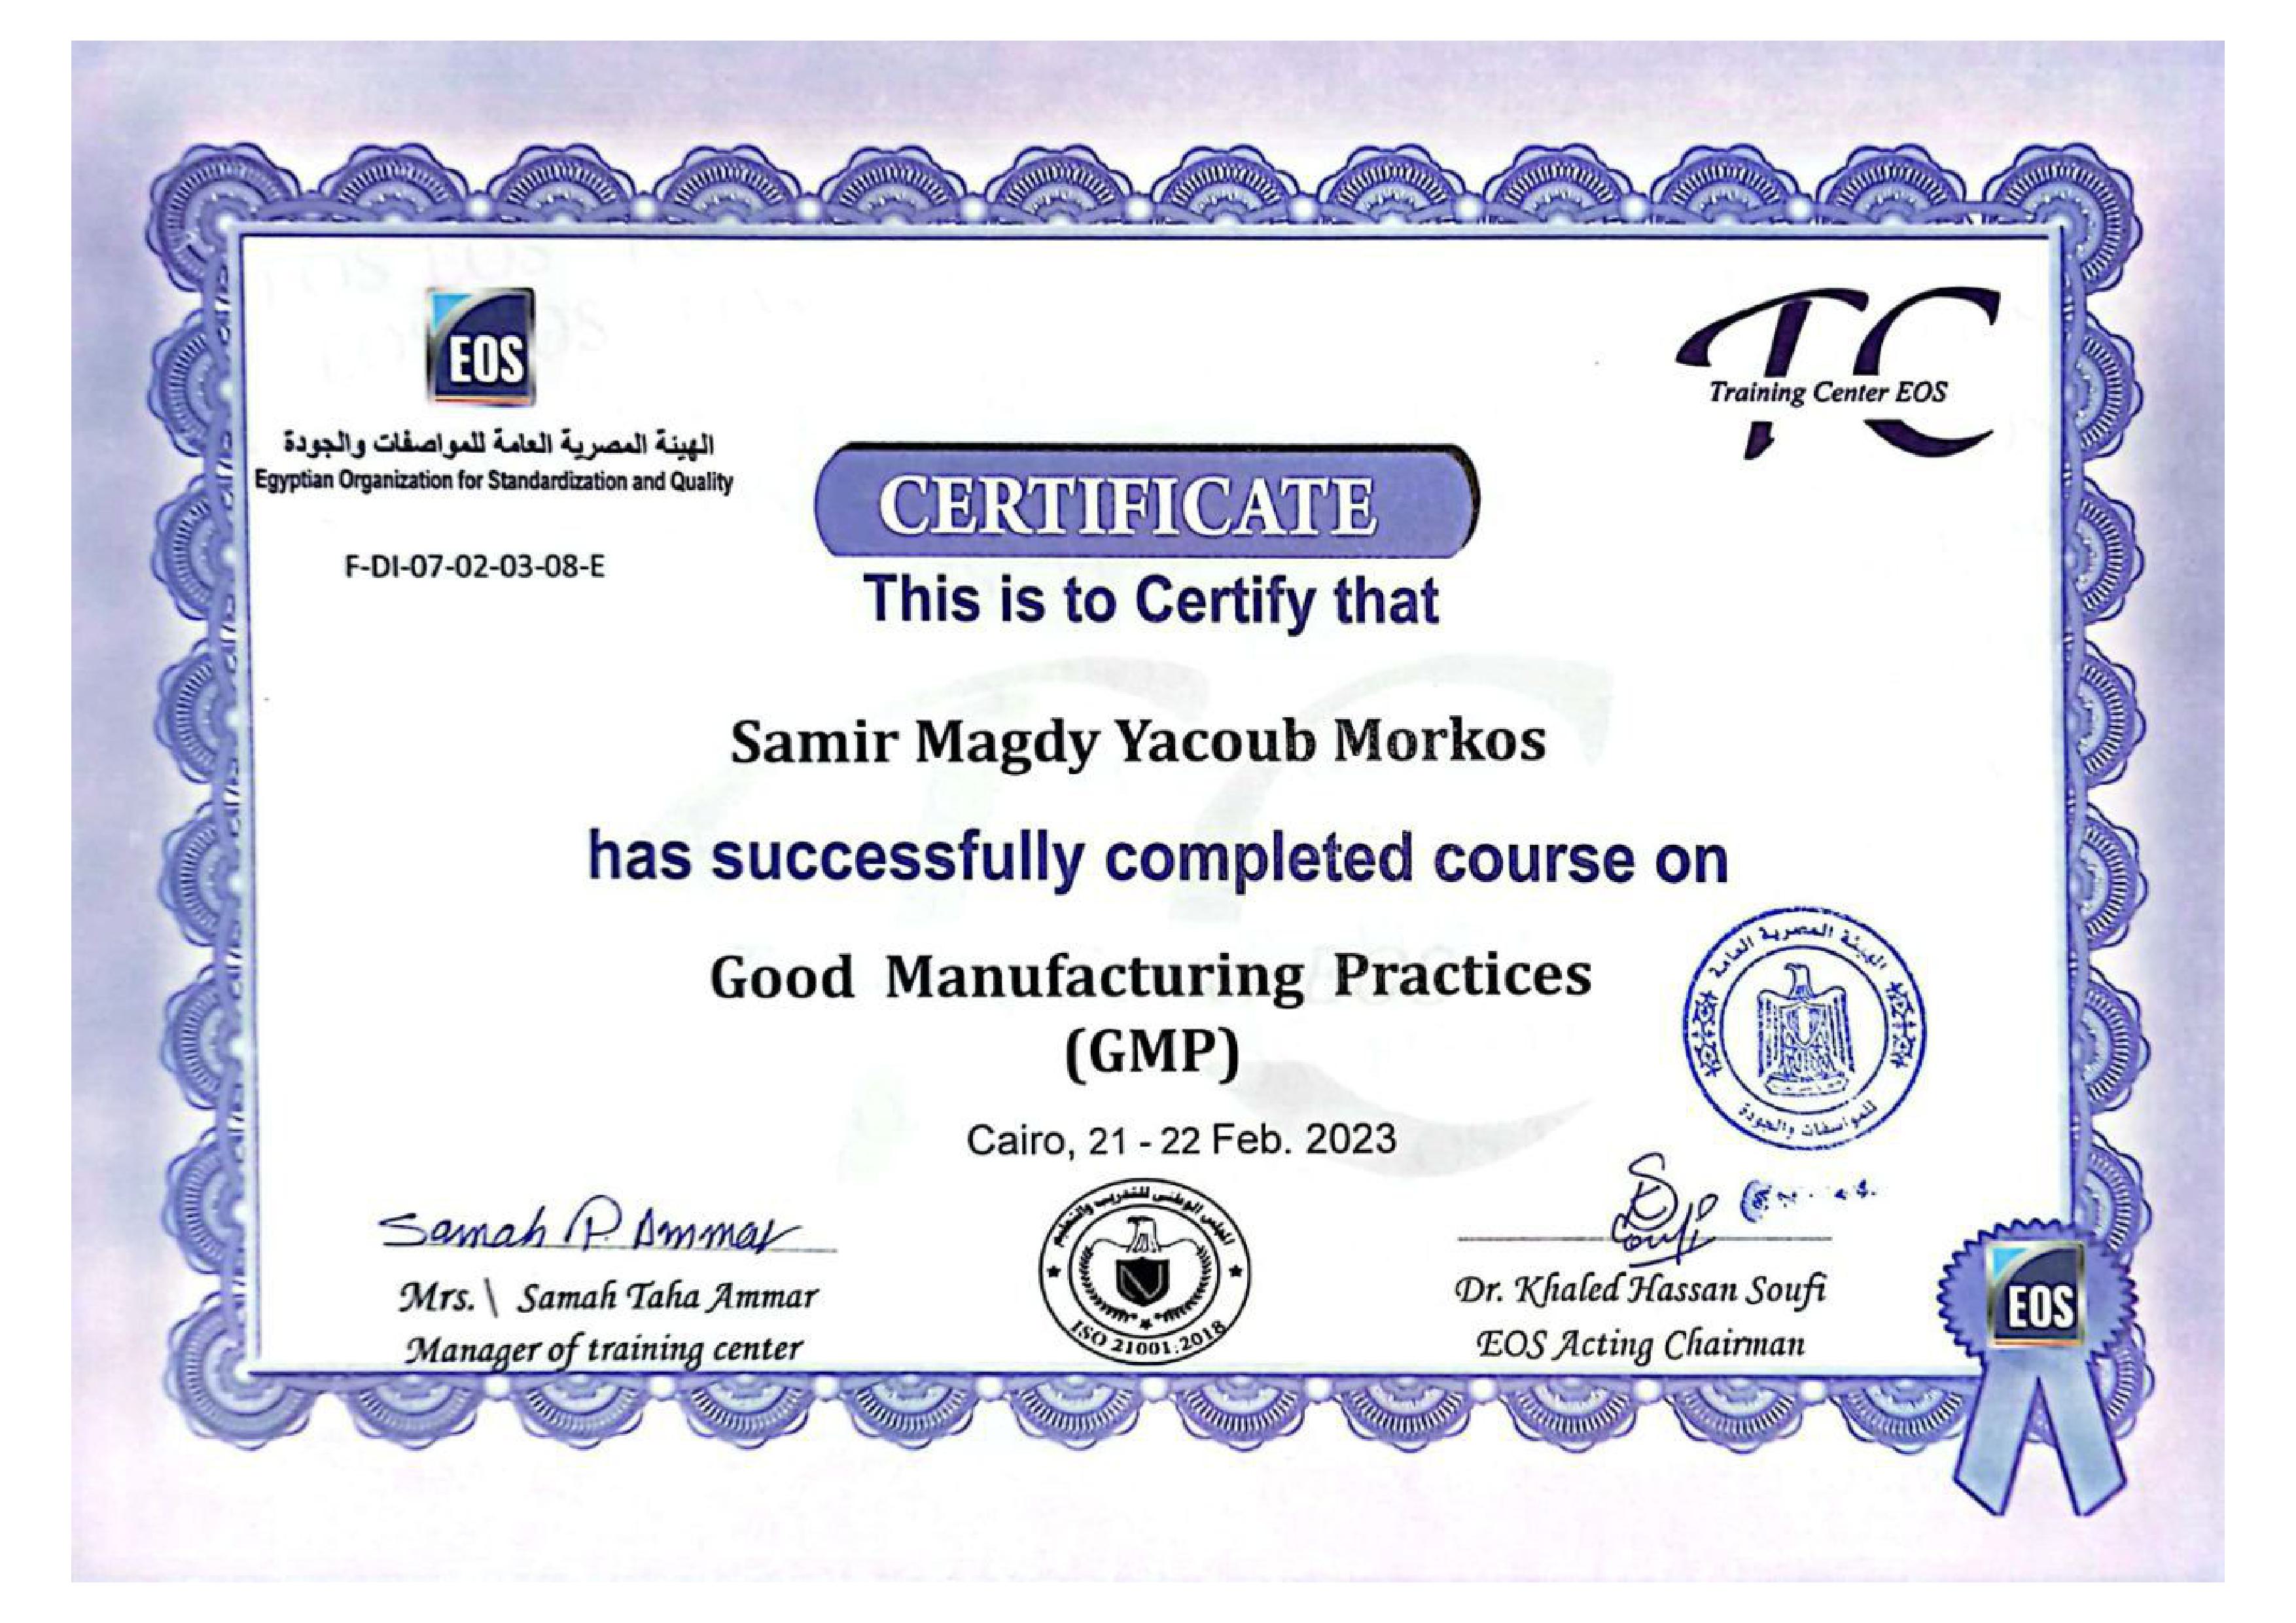 EOS
الهيئة المصرية العامة للمواصفات والجودة
Egyptian Organization for Standardization and Quality
F-DI-07-02-03-08-E
TC
Training Center EOS
CERTIFICATE
This is to Certify that
Samir Magdy Yacoub Morkos
has successfully completed course on
Good Manufacturing Practices
(GMP)
Cairo, 21 - 22 Feb. 2023
الهيئة المصرية العامة
للمواصفات والجودة
Samah Ammar
Mrs. \ Samah Taha Ammar
Manager of training center
المجلس الوطني للتدريب والتعليم
ISO 21001:2018
Soufi
Dr. Khaled Hassan Soufi
EOS Acting Chairman
EOS